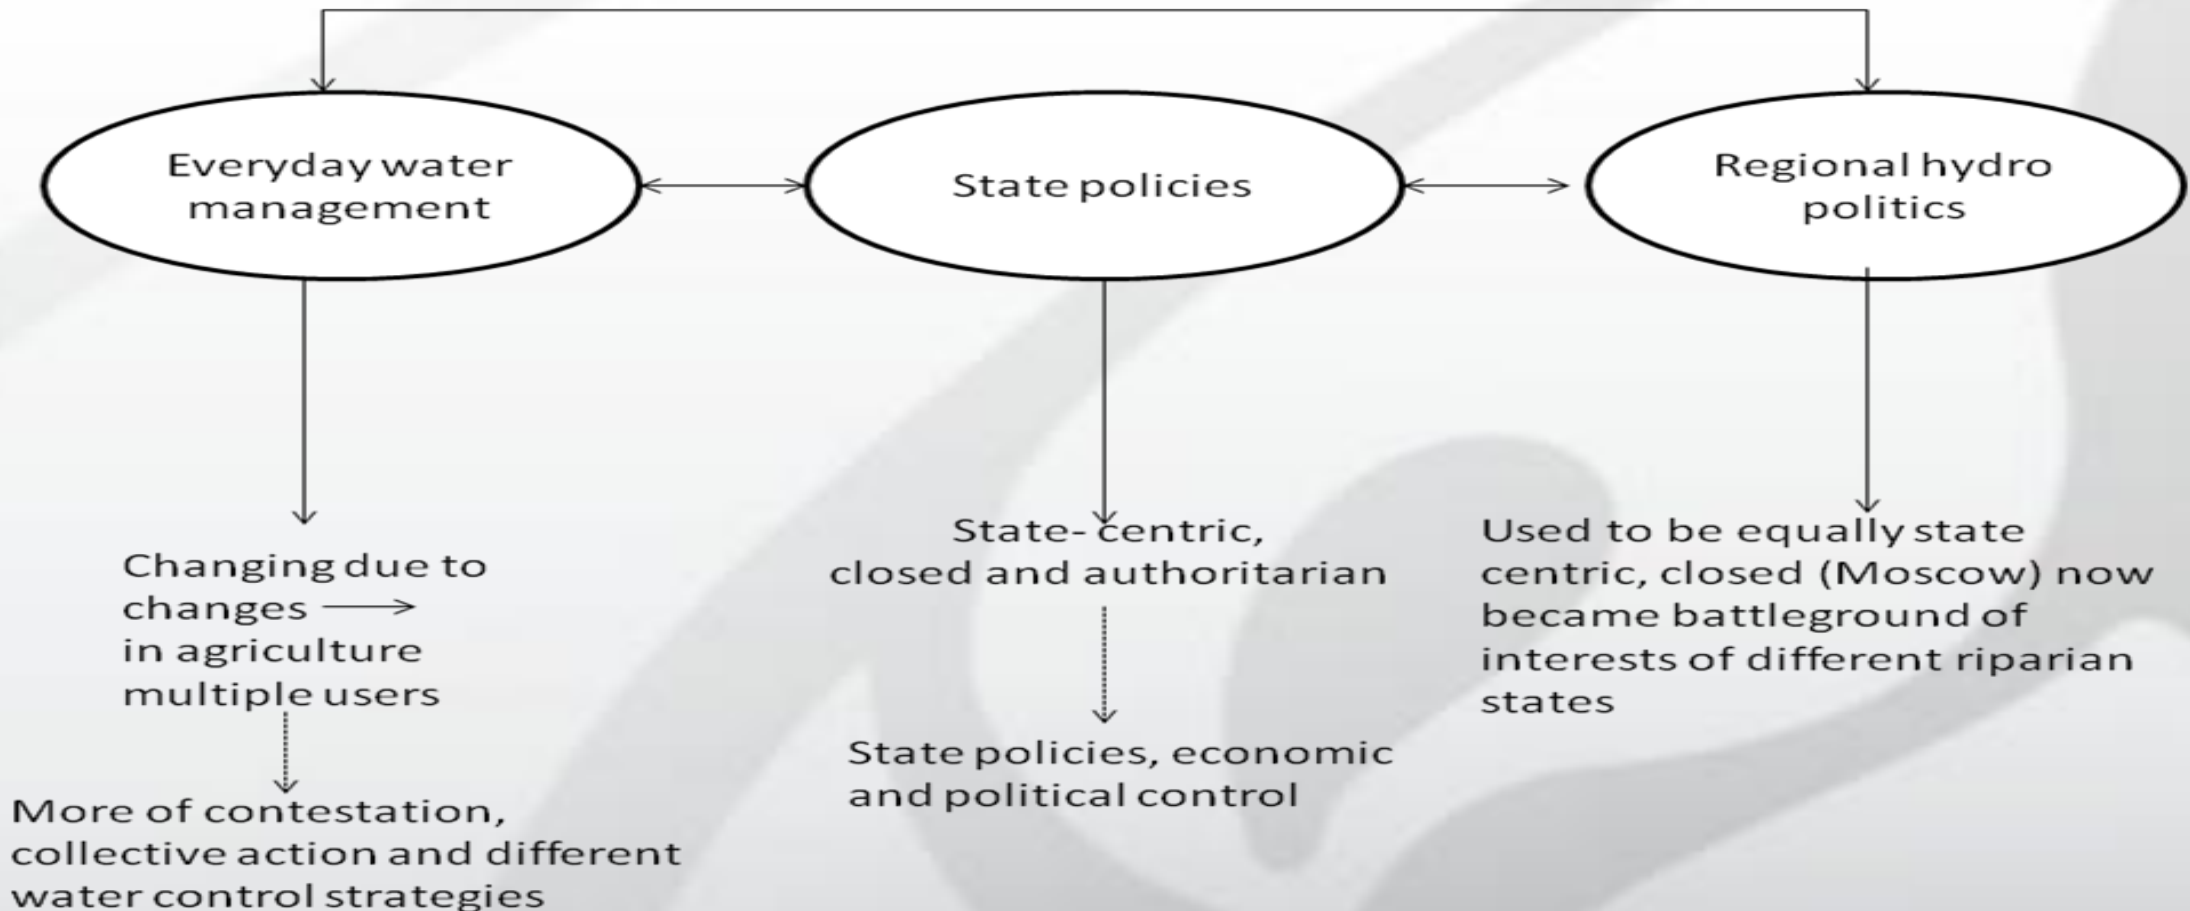 Everyday water
management
State policies
Regional hydro
politics
Changing due to
changes
in agriculture
multiple users
More of contestation,
collective action and different
water control strategies
State- centric,
closed and authoritarian
State policies, economic
and political control
Used to be equally state
centric, closed (Moscow) now
became battleground of
interests of different riparian
states